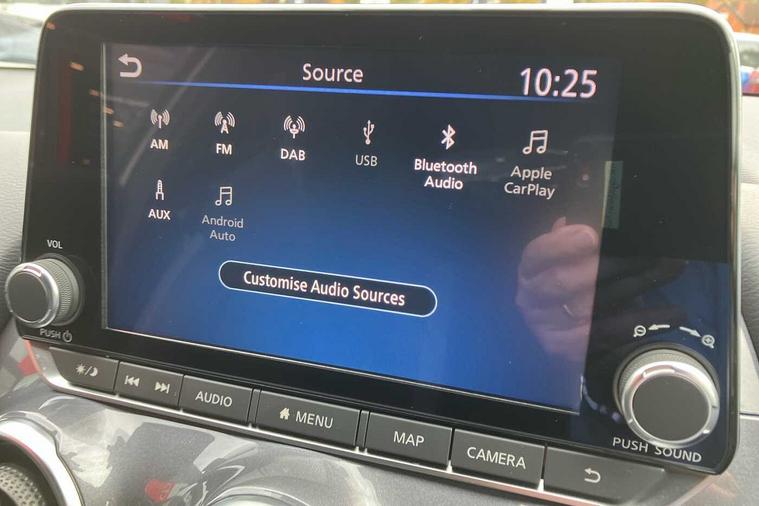 Source
10:25
AM
FM
DAB
USB
Bluetooth
Audio
Apple
CarPlay
AUX
Android
Auto
Customise Audio Sources
VOL
PUSH
AUDIO
MENU
MAP
CAMERA
PUSH SOUND